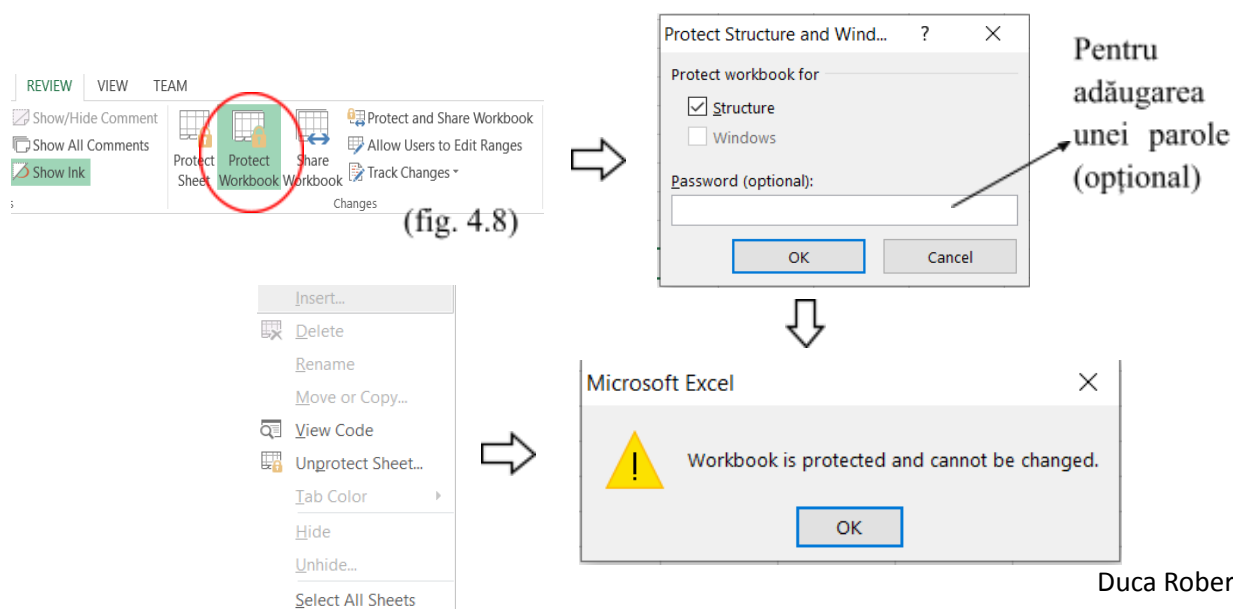 REVIEW VIEW TEAM
Show/Hide Comment
Show All Comments
Show Ink
s
Protect Sheet
Protect Workbook
Share Workbook
Protect and Share Workbook
Allow Users to Edit Ranges
Track Changes
Changes
(fig. 4.8)
Protect Structure and Wind... ?
Protect workbook for
Structure
Windows
Password (optional):
OK Cancel
Pentru
adăugarea
unei parole
(opțional)
Insert...
Delete
Rename
Move or Copy...
View Code
Unprotect Sheet...
Tab Color
Hide
Unhide...
Select All Sheets
Microsoft Excel
!
Workbook is protected and cannot be changed.
OK
Duca Rober